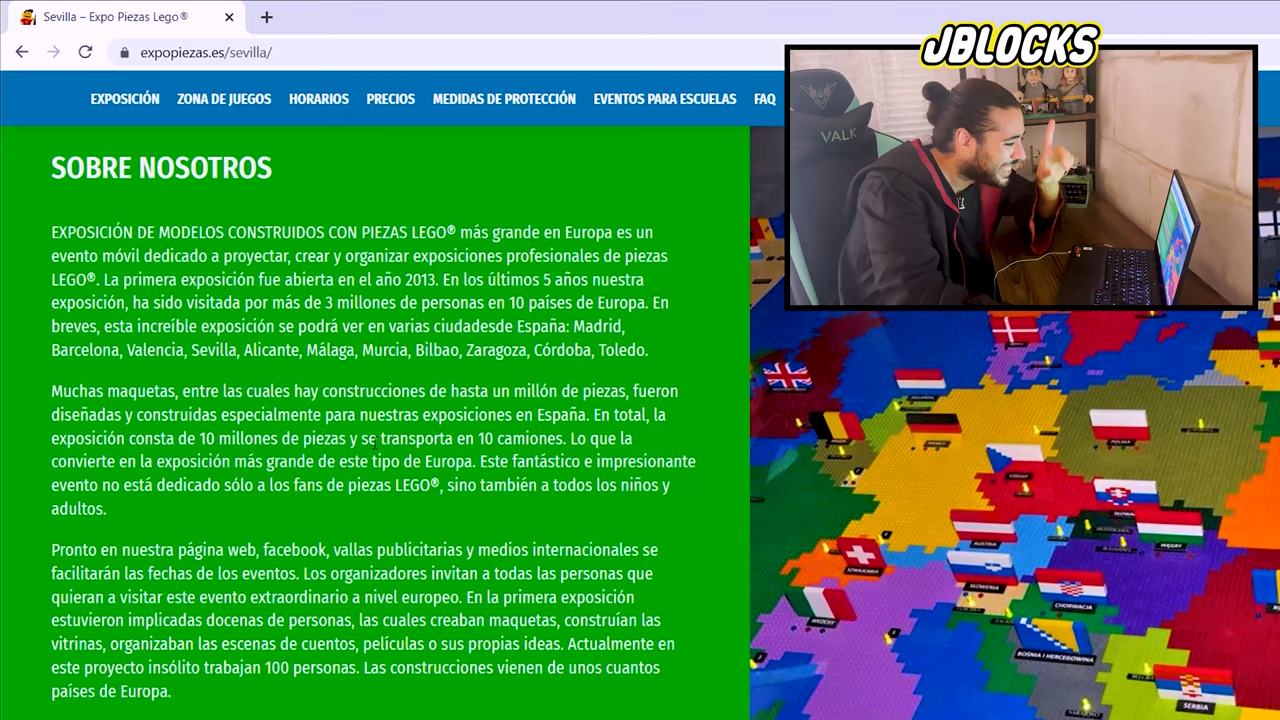 Sevilla – Expo Piezas Lego®
expopiezas.es/sevilla/
JBLOCKS
EXPOSICIÓN ZONA DE JUEGOS HORARIOS PRECIOS MEDIDAS DE PROTECCIÓN EVENTOS PARA ESCUELAS FAQ
VALK
SOBRE NOSOTROS
EXPOSICIÓN DE MODELOS CONSTRUIDOS CON PIEZAS LEGO® más grande en Europa es un
evento móvil dedicado a proyectar, crear y organizar exposiciones profesionales de piezas
LEGO®. La primera exposición fue abierta en el año 2013. En los últimos 5 años nuestra
exposición, ha sido visitada por más de 3 millones de personas en 10 países de Europa. En
breves, esta increíble exposición se podrá ver en varias ciudadesde España: Madrid,
Barcelona, Valencia, Sevilla, Alicante, Málaga, Murcia, Bilbao, Zaragoza, Córdoba, Toledo.
Muchas maquetas, entre las cuales hay construcciones de hasta un millón de piezas, fueron
diseñadas y construidas especialmente para nuestras exposiciones en España. En total, la
exposición consta de 10 millones de piezas y se transporta en 10 camiones. Lo que la
convierte en la exposición más grande de este tipo de Europa. Este fantástico e impresionante
evento no está dedicado sólo a los fans de piezas LEGO®, sino también a todos los niños y
adultos.
Pronto en nuestra página web, facebook, vallas publicitarias y medios internacionales se
facilitarán las fechas de los eventos. Los organizadores invitan a todas las personas que
quieran a visitar este evento extraordinario a nivel europeo. En la primera exposición
estuvieron implicadas docenas de personas, las cuales creaban maquetas, construían las
vitrinas, organizaban las escenas de cuentos, películas o sus propias ideas. Actualmente en
este proyecto insólito trabajan 100 personas. Las construcciones vienen de unos cuantos
países de Europa.
POLSKA
CZECHY
AUSTRIA
WĘGRY
SZWAJCARIA
SŁOWENIA
CHORWACJA
WŁOCHY
BOŚNIA I HERCEGOWINA
SERBIA